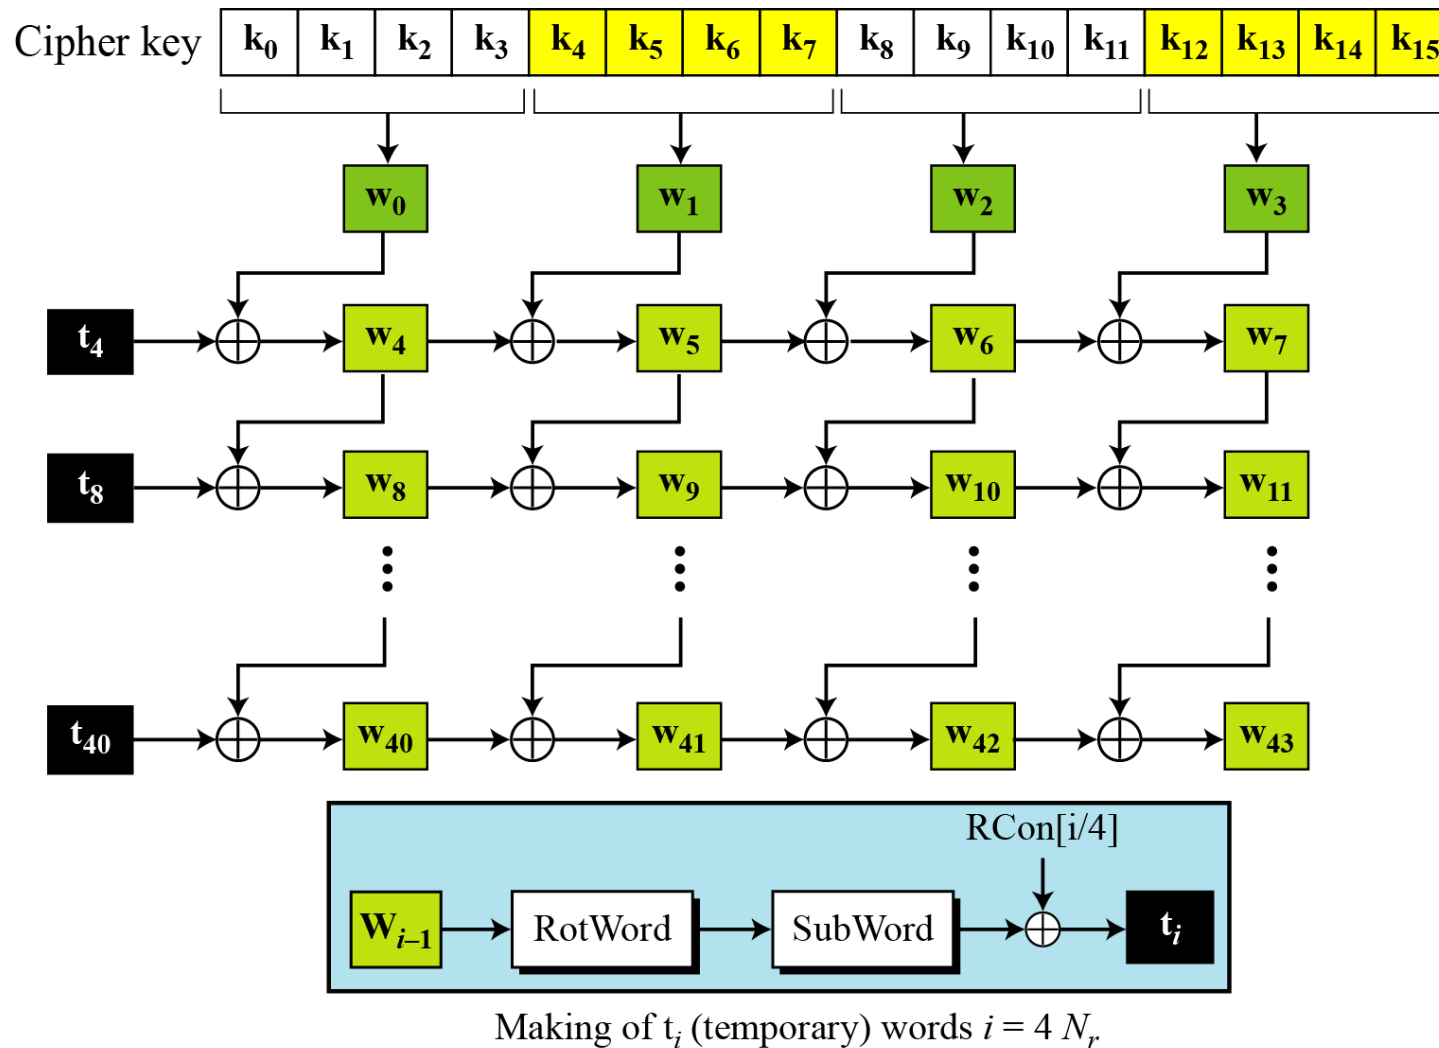 Cipher key k0 k1 k2 k3 k4 k5 k6 k7 k8 k9 k10 k11 k12 k13 k14 k15
w0 w1 w2 w3
t4 w4 w5 w6 w7
t8 w8 w9 w10 w11
t40 w40 w41 w42 w43
RCon[i/4]
Wi–1 RotWord SubWord ti
Making of ti (temporary) words i = 4 Nr